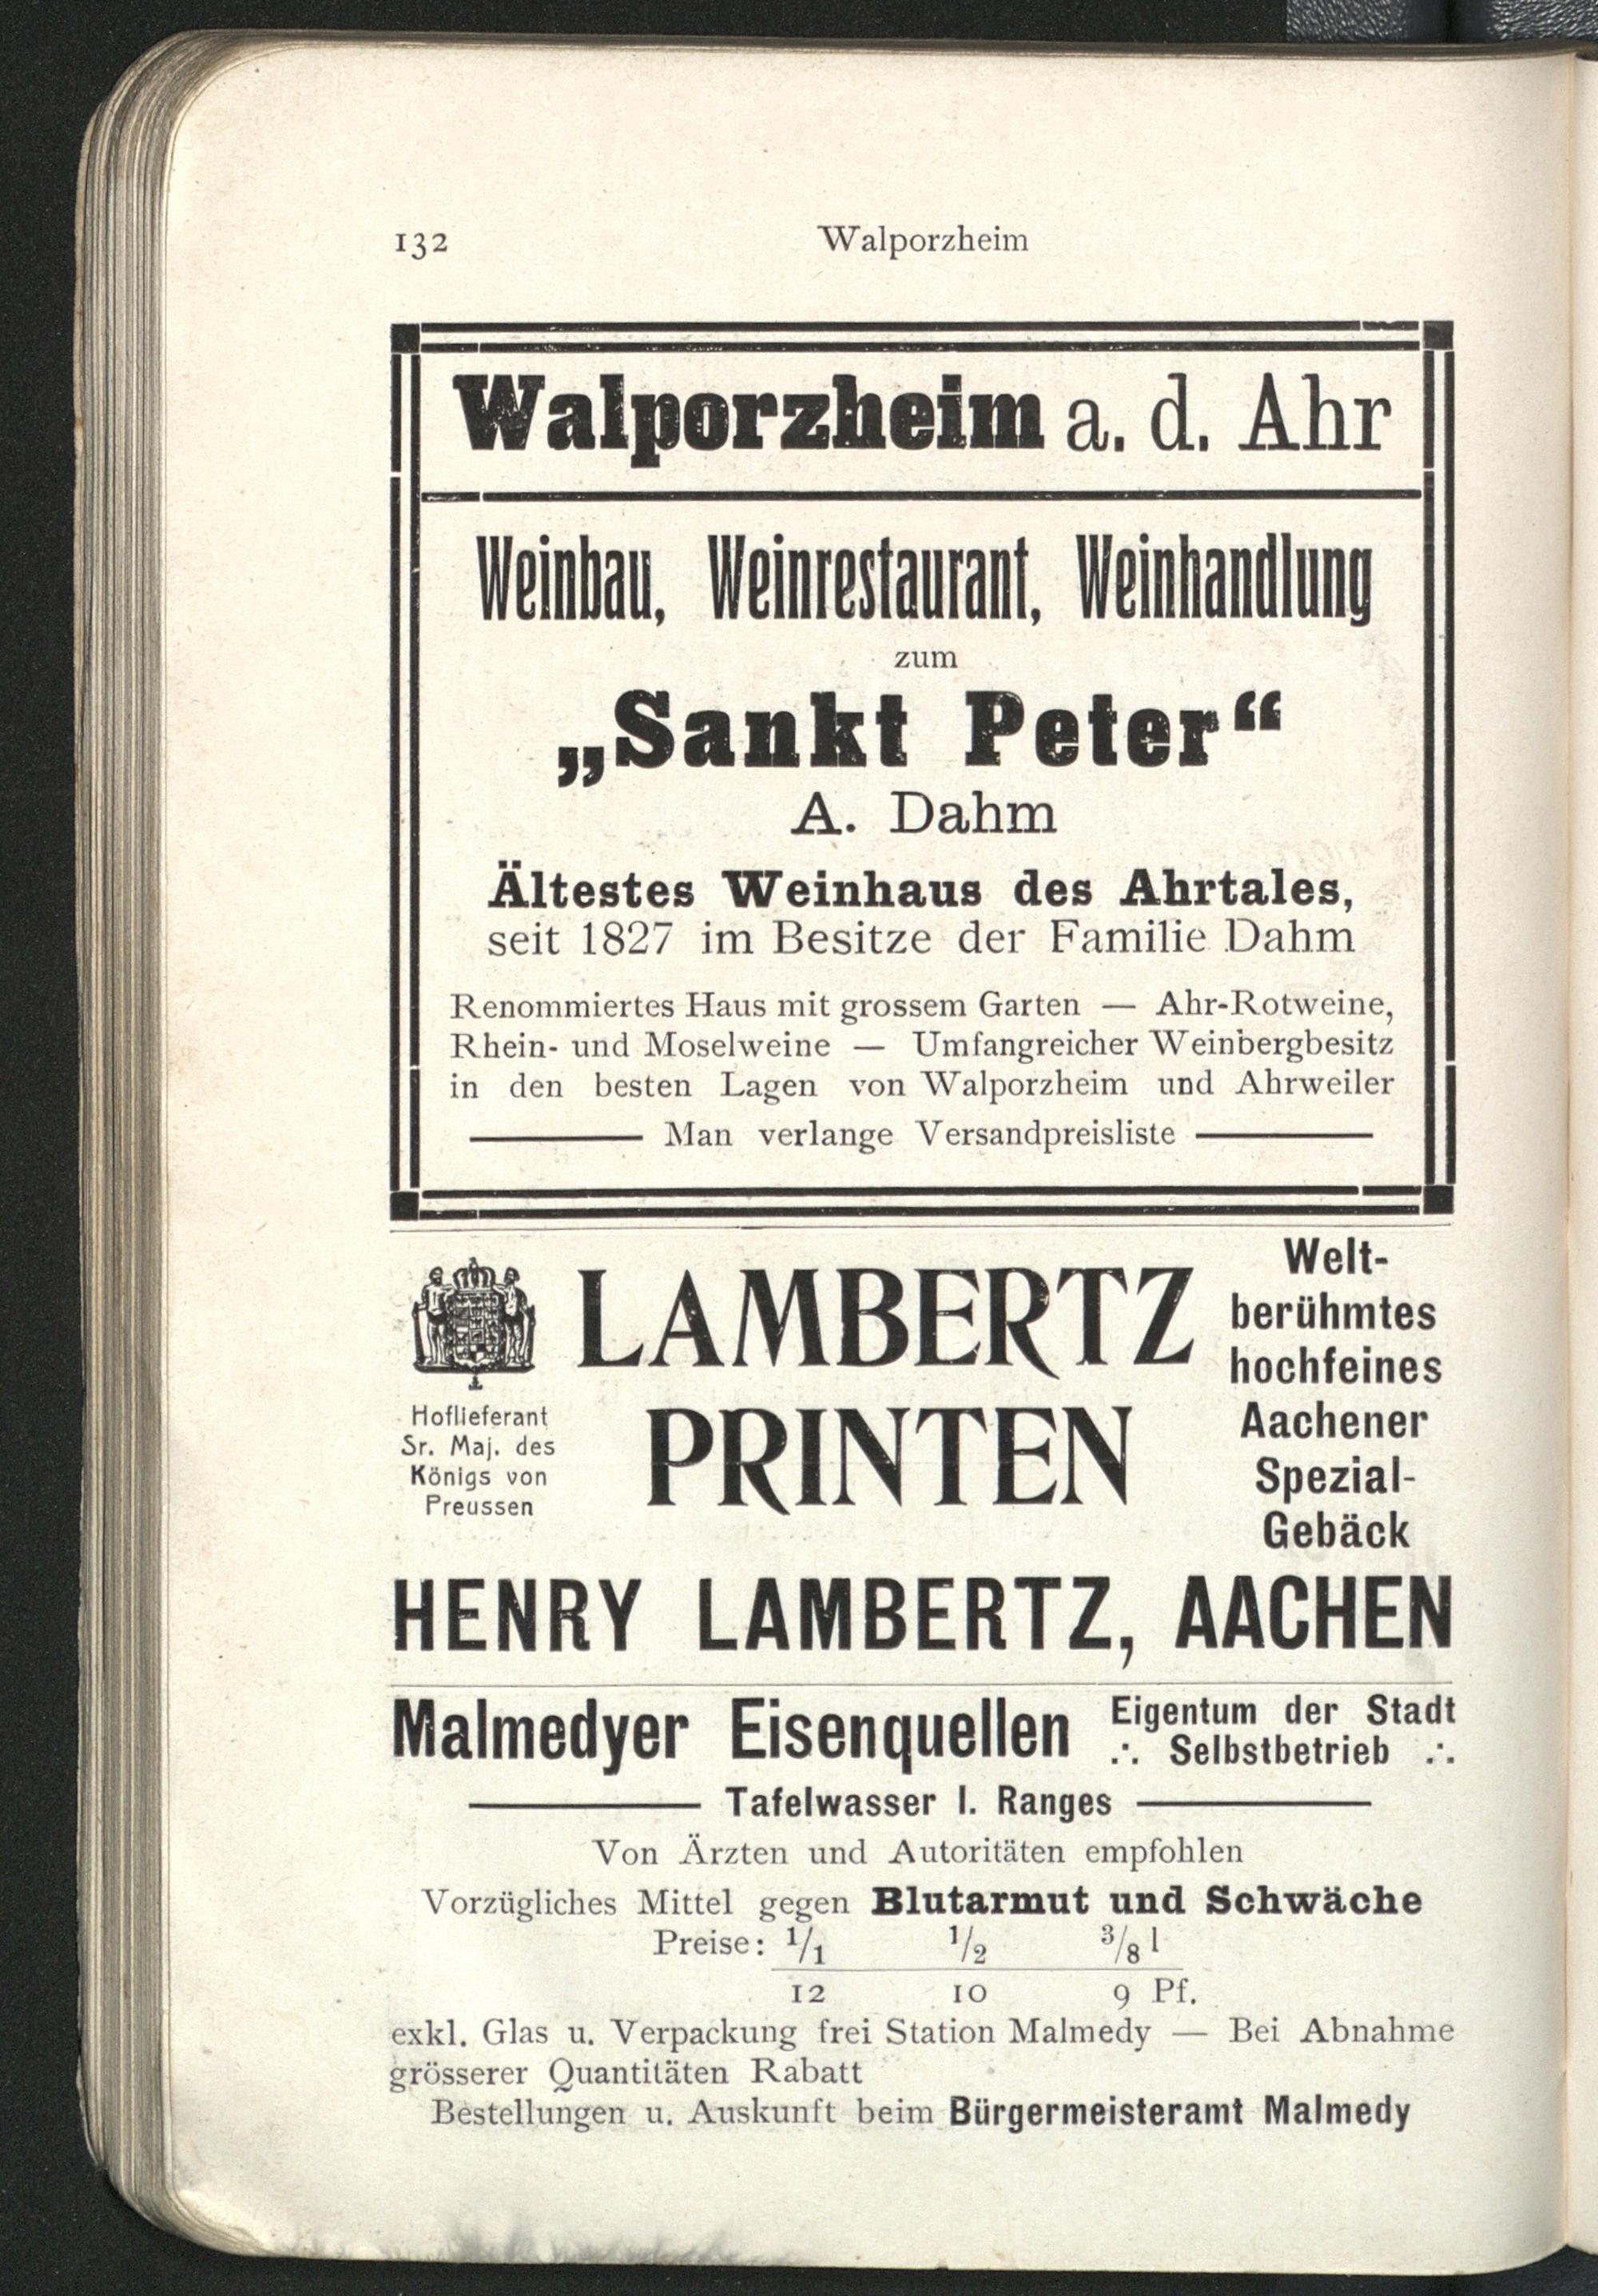 132 Walporzheim
Walporzheim a. d. Ahr
Weinbau, Weinrestaurant, Weinhandlung
zum
„Sankt Peter“
A. Dahm
Ältestes Weinhaus des Ahrtales,
seit 1827 im Besitze der Familie Dahm
Renommiertes Haus mit grossem Garten — Ahr-Rotweine,
Rhein- und Moselweine — Umfangreicher Weinbergbesitz
in den besten Lagen von Walporzheim und Ahrweiler
Man verlange Versandpreisliste
Hoflieferant
Sr. Maj. des
Königs von
Preussen
LAMBERTZ
PRINTEN
Welt-
berühmtes
hochfeines
Aachener
Spezial-
Gebäck
HENRY LAMBERTZ, AACHEN
Malmedyer Eisenquellen
Eigentum der Stadt
∴ Selbstbetrieb ∴
Tafelwasser I. Ranges
Von Ärzten und Autoritäten empfohlen
Vorzügliches Mittel gegen Blutarmut und Schwäche
Preise: 1/1 1/2 3/8 l
12 10 9 Pf.
exkl. Glas u. Verpackung frei Station Malmedy — Bei Abnahme
grösserer Quantitäten Rabatt
Bestellungen u. Auskunft beim Bürgermeisteramt Malmedy